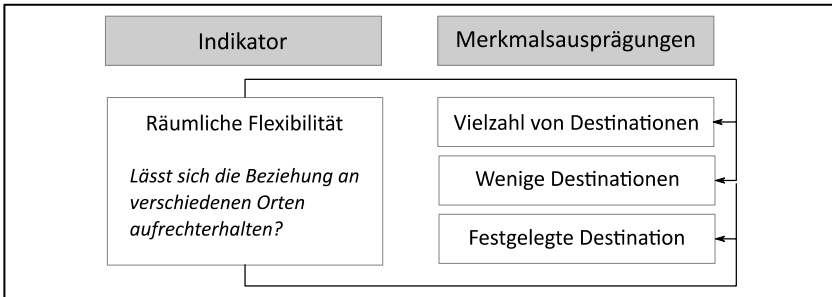 Indikator
Merkmalsausprägungen
Räumliche Flexibilität
Lässt sich die Beziehung an
verschiedenen Orten
aufrechterhalten?
Vielzahl von Destinationen
Wenige Destinationen
Festgelegte Destination